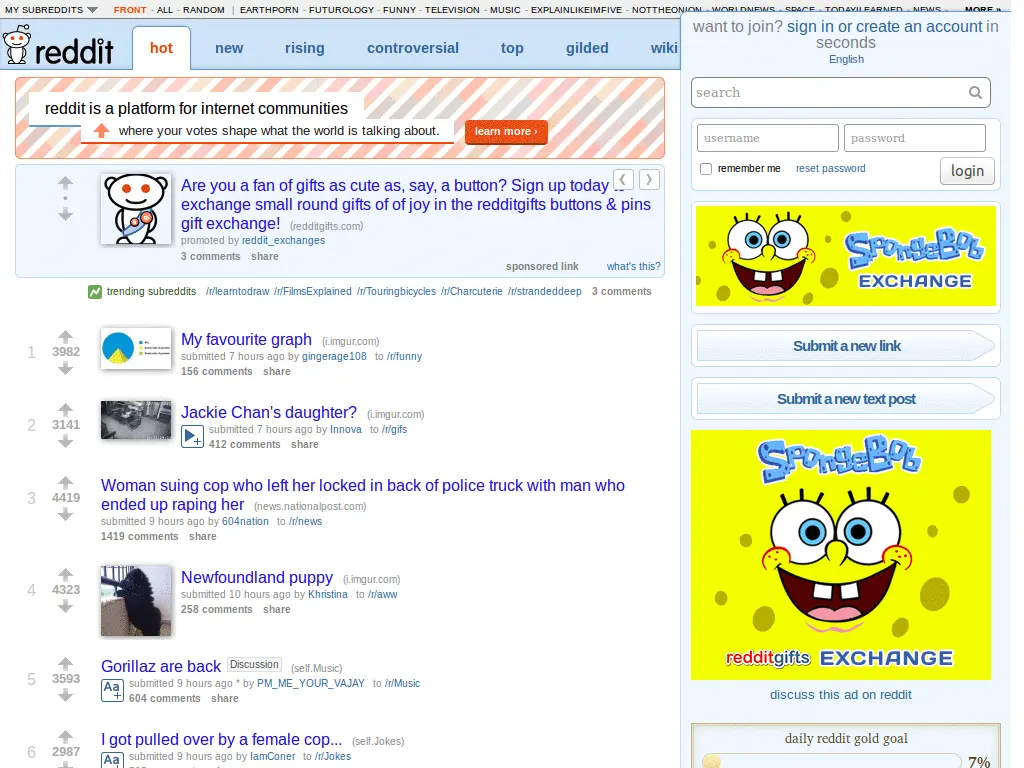 MY SUBREDDITS FRONT - ALL - RANDOM | EARTHPORN - FUTUROLOGY - FUNNY - TELEVISION - MUSIC - EXPLAINLIKEIMFIVE - NOTTHEONION - WORLDNEWS - SPACE - TODAYILEARNED - NEWS - MORE »
reddit hot new rising controversial top gilded wiki
want to join? sign in or create an account in
seconds
English
search
username password
remember me reset password login
SPONGEBOB
EXCHANGE
Submit a new link
Submit a new text post
SPONGEBOB
redditgifts EXCHANGE
discuss this ad on reddit
daily reddit gold goal
7%
reddit is a platform for internet communities
where your votes shape what the world is talking about. learn more ›
Are you a fan of gifts as cute as, say, a button? Sign up today to
exchange small round gifts of of joy in the redditgifts buttons & pins
gift exchange! (redditgifts.com)
promoted by reddit_exchanges
3 comments share
sponsored link what's this?
trending subreddits /r/learntodraw /r/FilmsExplained /r/Touringbicycles /r/Charcuterie /r/strandeddeep 3 comments
1 3982
My favourite graph (i.imgur.com)
submitted 7 hours ago by gingerage108 to /r/funny
156 comments share
2 3141
Jackie Chan's daughter? (i.imgur.com)
submitted 7 hours ago by Innova to /r/gifs
412 comments share
3 4419
Woman suing cop who left her locked in back of police truck with man who
ended up raping her (news.nationalpost.com)
submitted 9 hours ago by 604nation to /r/news
1419 comments share
4 4323
Newfoundland puppy (i.imgur.com)
submitted 10 hours ago by Khristina to /r/aww
258 comments share
5 3593
Gorillaz are back Discussion (self.Music)
Aa submitted 9 hours ago * by PM_ME_YOUR_VAJAY to /r/Music
604 comments share
6 2987
I got pulled over by a female cop... (self.Jokes)
Aa submitted 9 hours ago by IamConer to /r/Jokes